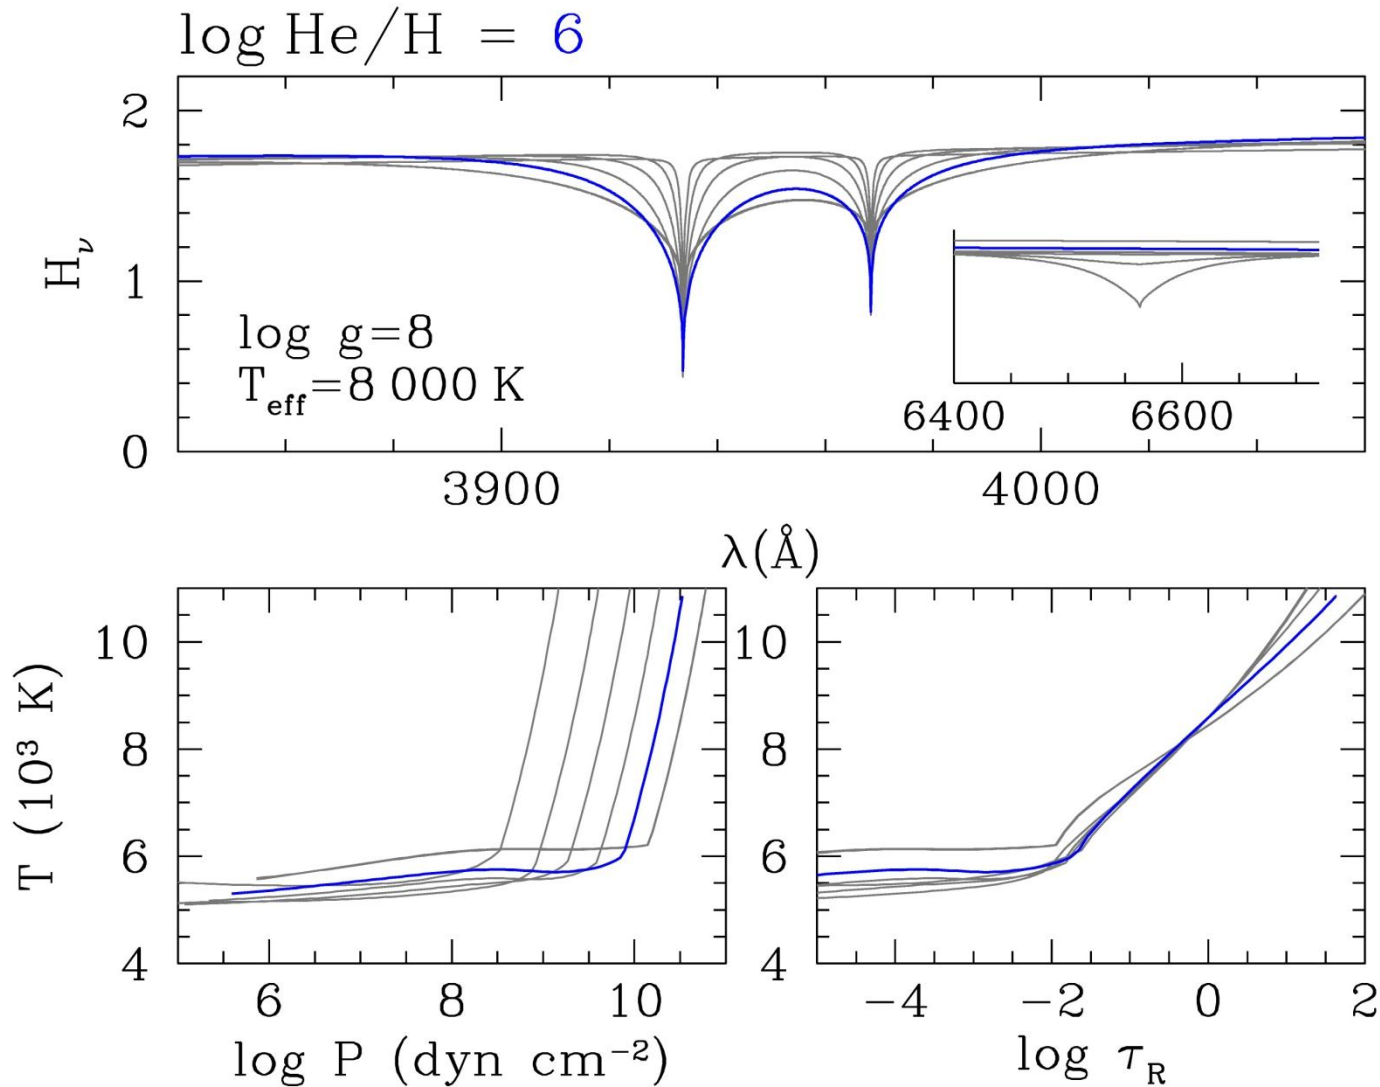 log He/H = 6
2
1
0
H_ν
log g=8
T_eff=8 000 K
6400
6600
3900
4000
λ(Å)
10
8
6
4
T (10³ K)
6
8
10
log P (dyn cm⁻²)
10
8
6
4
−4
−2
0
2
log τ_R